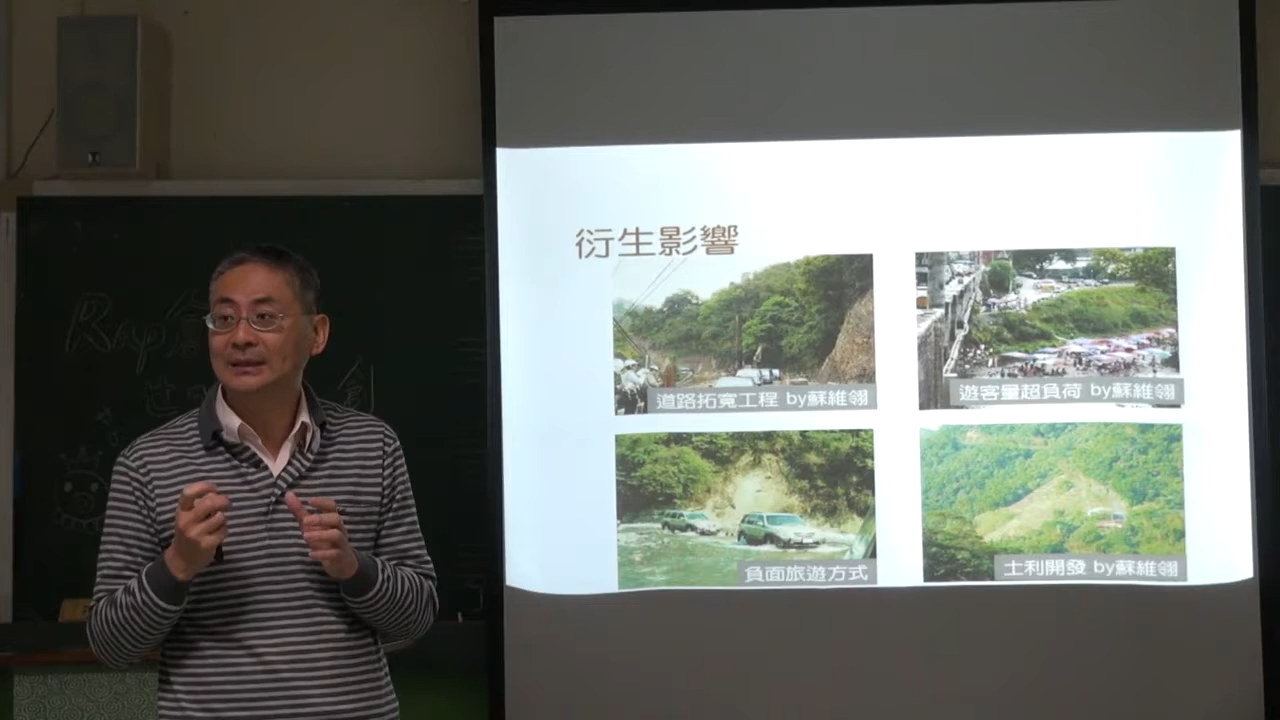 衍生影響
道路拓寬工程 by蘇維翎
遊客量超負荷 by蘇維翎
負面旅遊方式
土利開發 by蘇維翎
Rap